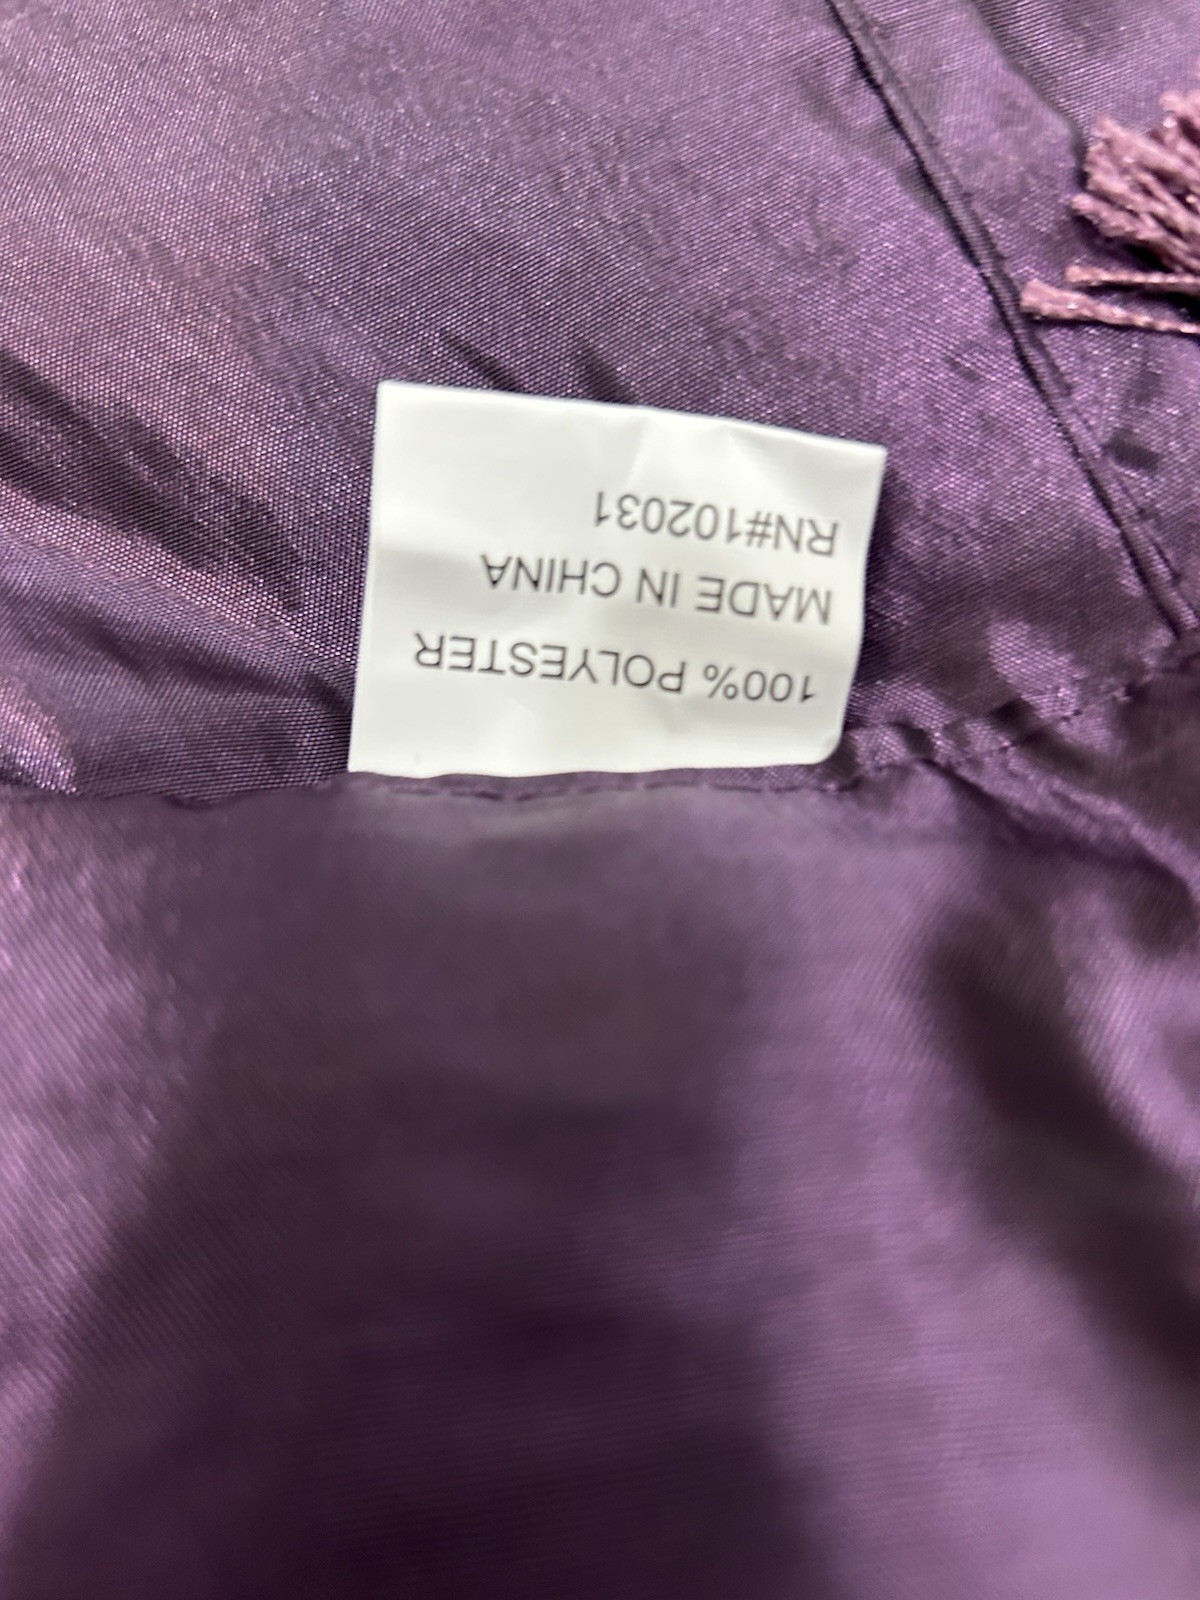 100% POLYESTER
MADE IN CHINA
RN#102031